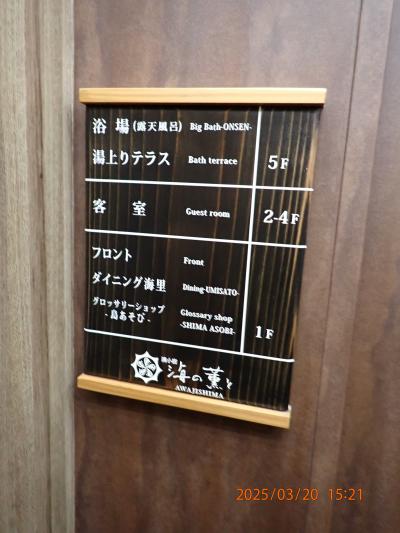 浴 場 (露天風呂) Big Bath-ONSEN-
湯上りテラス Bath terrace 5F
客 室 Guest room 2-4F
フロント Front
ダイニング海里 Dining-UMISATO-
グロッサリーショップ Glossary shop
- 島あそび - -SHIMA ASOBI- 1F
海の薫と
AWAJISHIMA
2025/03/20 15:21